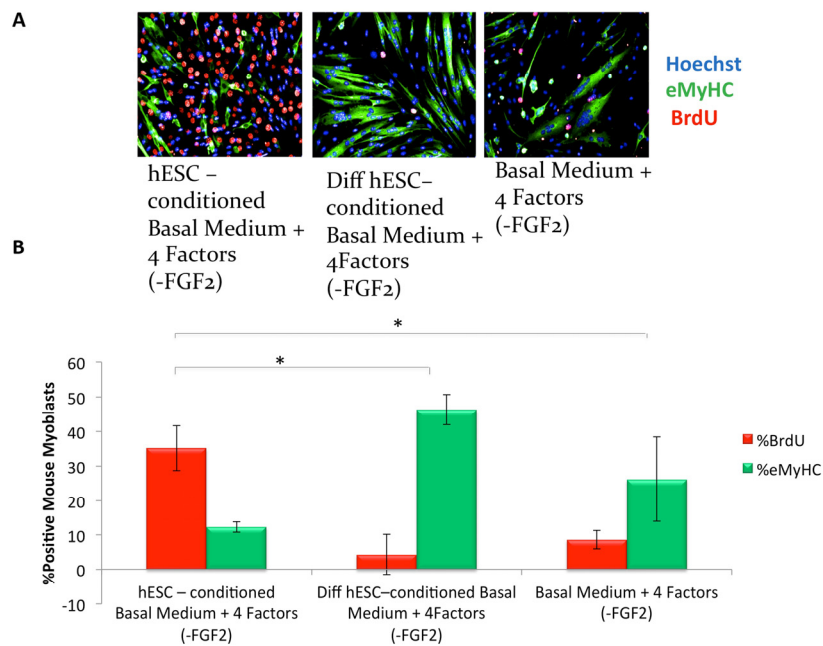 A
Hoechst
eMyHC
BrdU
hESC –
conditioned
Basal Medium +
4 Factors
(-FGF2)
Diff hESC–
conditioned
Basal Medium +
4Factors
(-FGF2)
Basal Medium +
4 Factors
(-FGF2)
B
*
*
%Positive Mouse Myoblasts
60
50
40
30
20
10
0
-10
%BrdU
%eMyHC
hESC – conditioned
Basal Medium + 4 Factors
(-FGF2)
Diff hESC–conditioned Basal
Medium + 4Factors
(-FGF2)
Basal Medium + 4 Factors
(-FGF2)